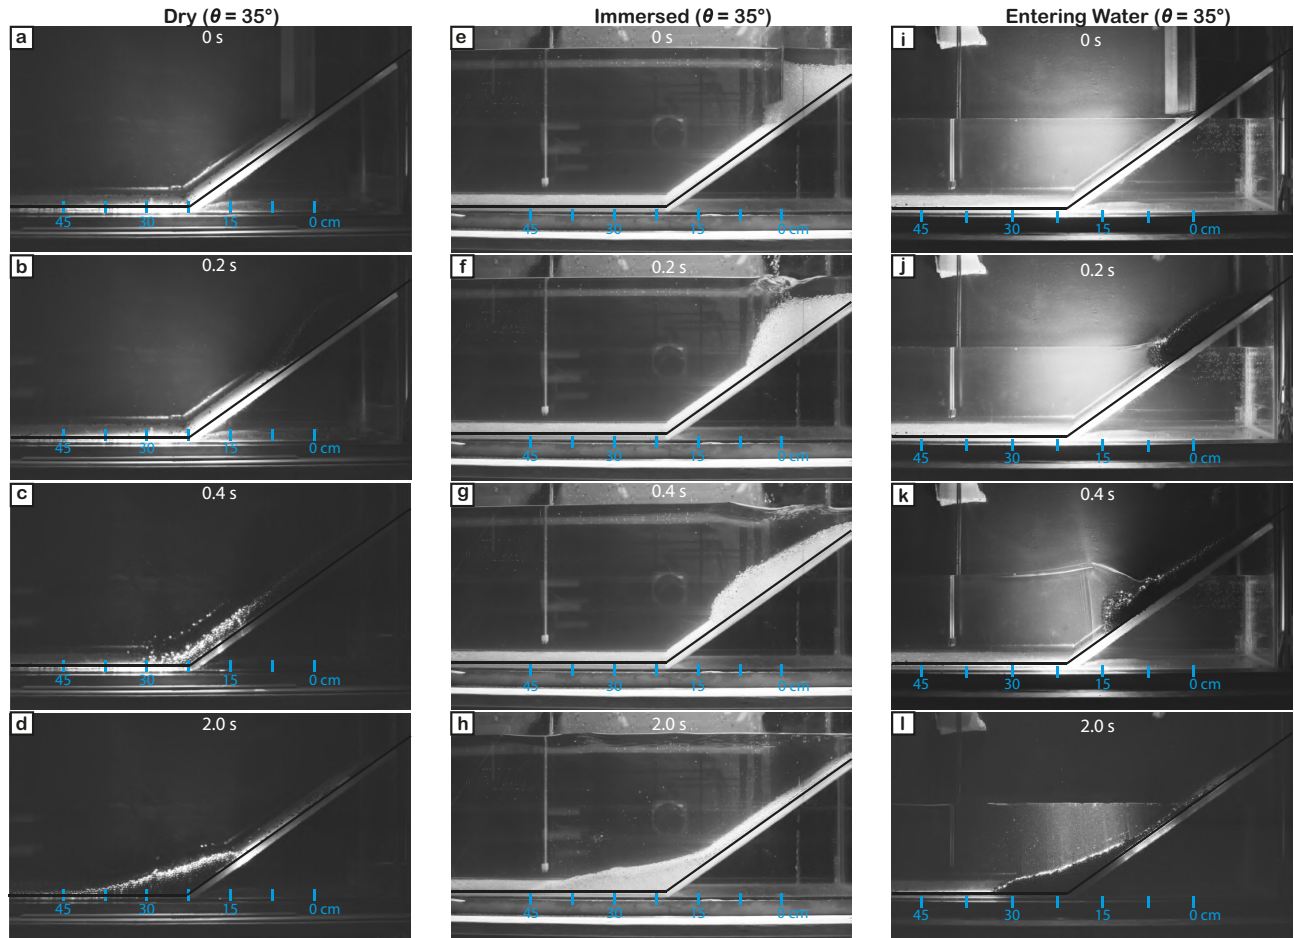 Dry (θ = 35°)
Immersed (θ = 35°)
Entering Water (θ = 35°)
a
0 s
45
30
15
0 cm
e
0 s
45
30
15
0 cm
i
0 s
45
30
15
0 cm
b
0.2 s
45
30
15
0 cm
f
0.2 s
45
30
15
0 cm
j
0.2 s
45
30
15
0 cm
c
0.4 s
45
30
15
0 cm
g
0.4 s
45
30
15
0 cm
k
0.4 s
45
30
15
0 cm
d
2.0 s
45
30
15
0 cm
h
2.0 s
45
30
15
0 cm
l
2.0 s
45
30
15
0 cm